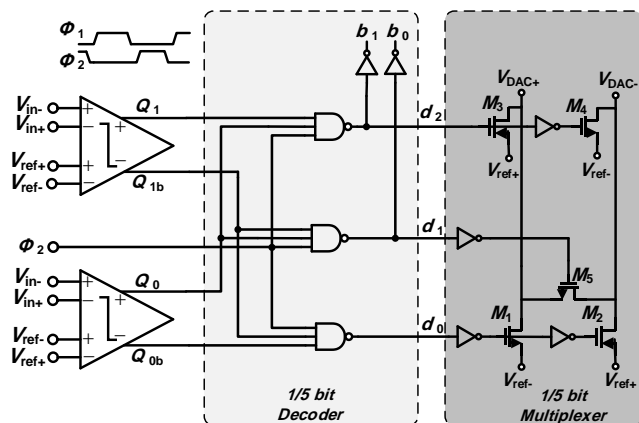 Φ1
Φ2
b1 b0
Vin-
Vin+
Vref+
Vref-
Q1
Q1b
Φ2
Vin-
Vin+
Vref-
Vref+
Q0
Q0b
+
−
+
−
+
−
+
−
+
−
+
−
d2
d1
d0
VDAC+
VDAC-
M3
M4
Vref+
Vref-
M5
M1
M2
Vref-
Vref+
1/5 bit
Decoder
1/5 bit
Multiplexer